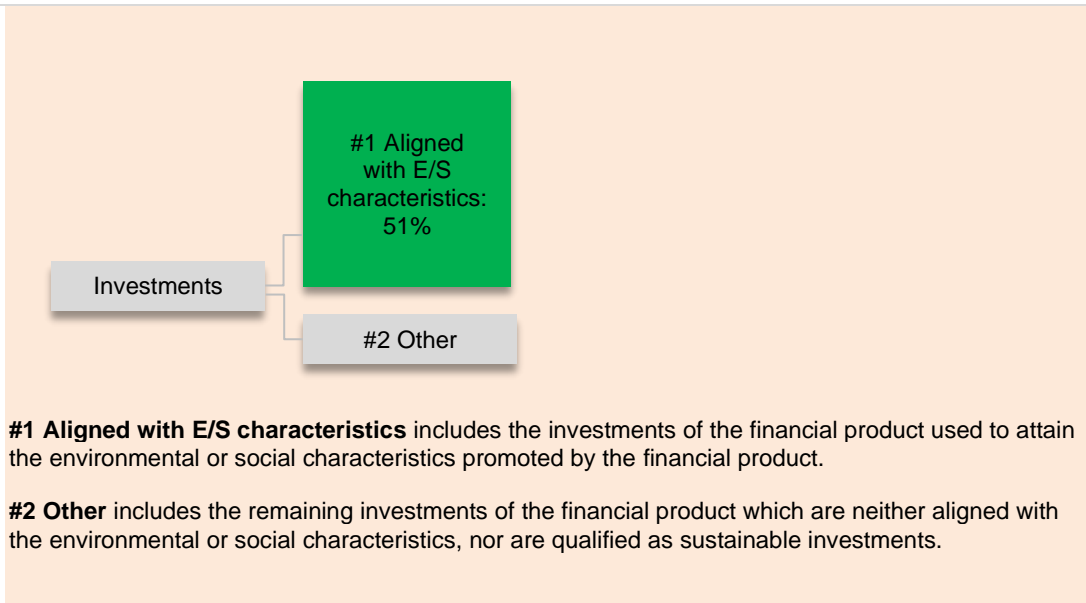 #1 Aligned
with E/S
characteristics:
51%
Investments
#2 Other
#1 Aligned with E/S characteristics includes the investments of the financial product used to attain
the environmental or social characteristics promoted by the financial product.
#2 Other includes the remaining investments of the financial product which are neither aligned with
the environmental or social characteristics, nor are qualified as sustainable investments.